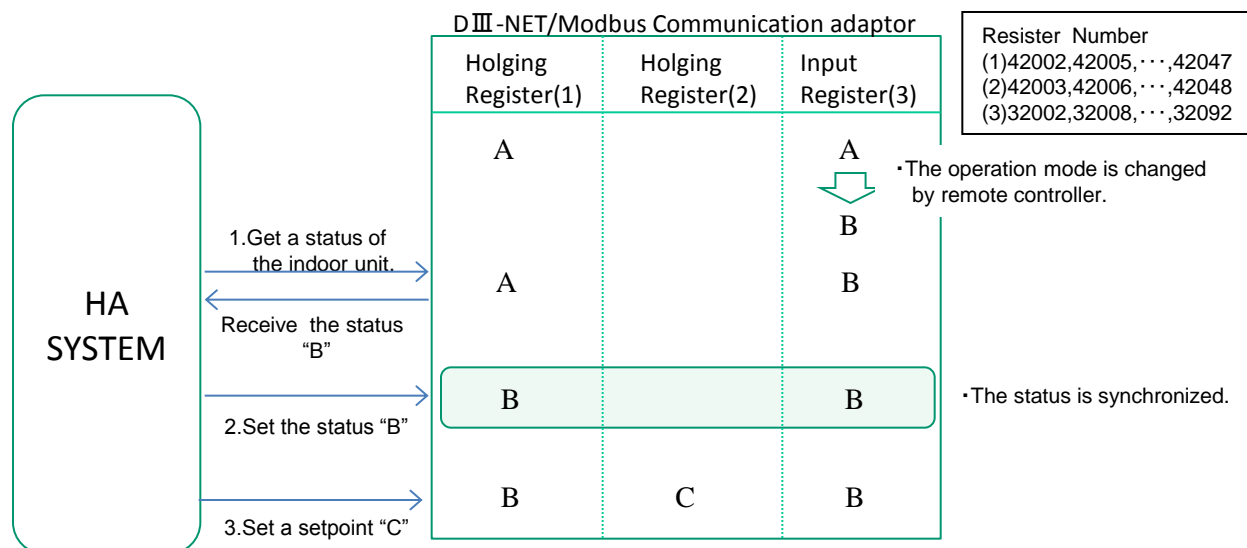 DⅢ-NET/Modbus Communication adaptor
Holging
Register(1)
Holging
Register(2)
Input
Register(3)
Resister Number
(1)42002,42005,···,42047
(2)42003,42006,···,42048
(3)32002,32008,···,32092
A
A
・The operation mode is changed
by remote controller.
B
1.Get a status of
the indoor unit.
A
B
HA
SYSTEM
Receive the status
“B”
B
B
・The status is synchronized.
2.Set the status “B”
B
C
B
3.Set a setpoint “C”